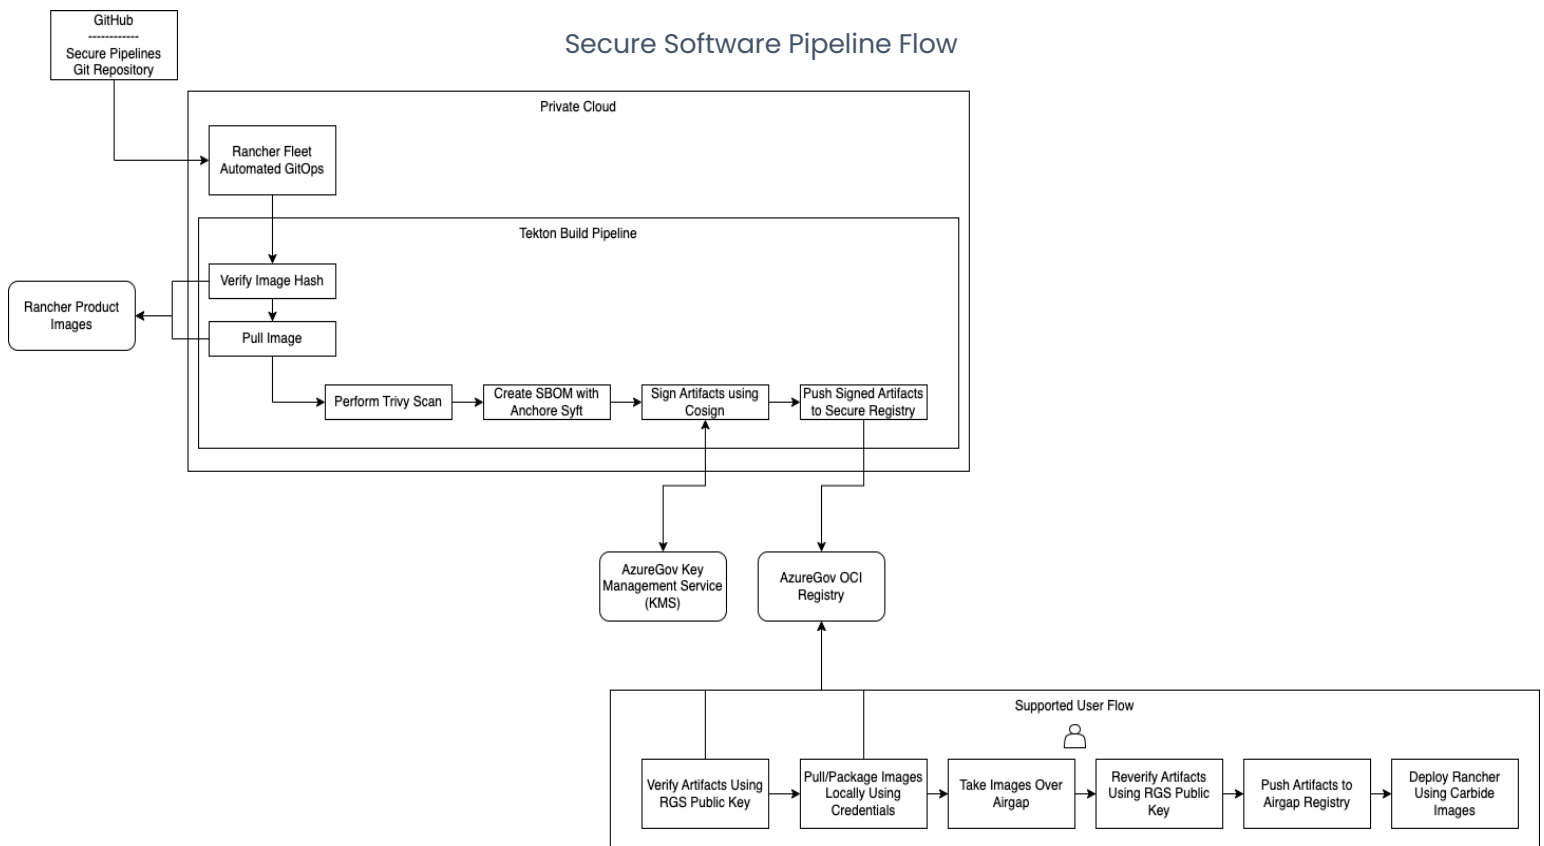 GitHub
------------
Secure Pipelines
Git Repository
Secure Software Pipeline Flow
Private Cloud
Rancher Fleet
Automated GitOps
Tekton Build Pipeline
Verify Image Hash
Rancher Product
Images
Pull Image
Perform Trivy Scan
Create SBOM with
Anchore Syft
Sign Artifacts using
Cosign
Push Signed Artifacts
to Secure Registry
AzureGov Key
Management Service
(KMS)
AzureGov OCI
Registry
Supported User Flow
Verify Artifacts Using
RGS Public Key
Pull/Package Images
Locally Using
Credentials
Take Images Over
Airgap
Reverify Artifacts
Using RGS Public
Key
Push Artifacts to
Airgap Registry
Deploy Rancher
Using Carbide
Images